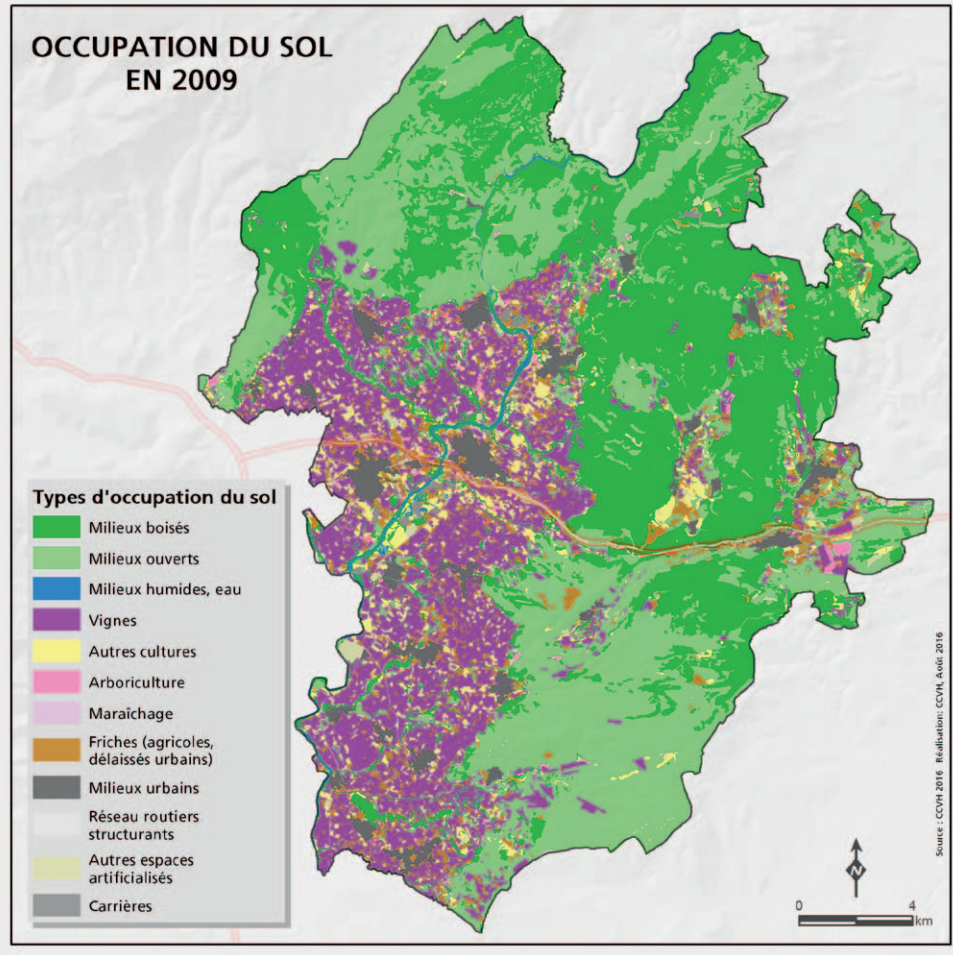 OCCUPATION DU SOL
EN 2009
Types d'occupation du sol
Milieux boisés
Milieux ouverts
Milieux humides, eau
Vignes
Autres cultures
Arboriculture
Maraîchage
Friches (agricoles,
délaissés urbains)
Milieux urbains
Réseau routiers
structurants
Autres espaces
artificialisés
Carrières
Source : CCVH 2016 Réalisation: CCVH, Août 2016
N
0 4
km